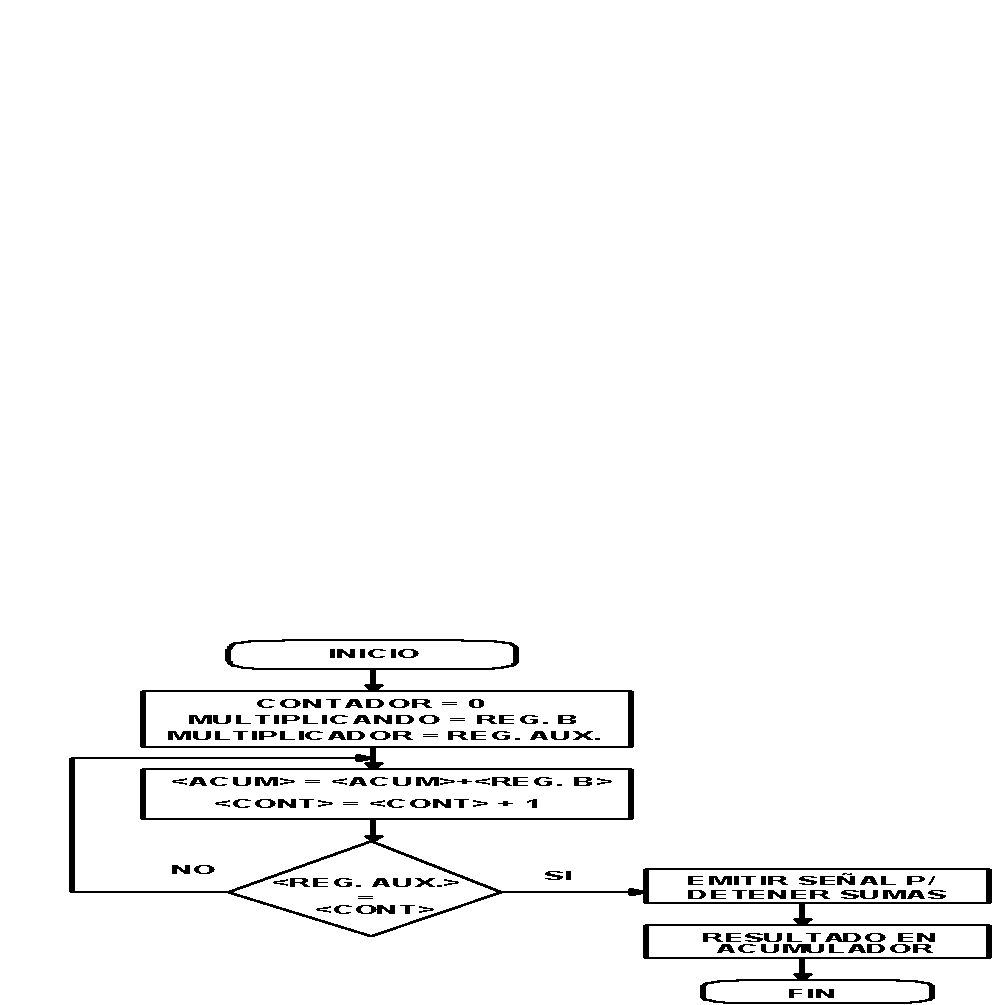 INICIO
CONTADOR = 0
MULTIPLICANDO = REG. B
MULTIPLICADOR = REG. AUX.
<ACUM> = <ACUM>+<REG. B>
<CONT> = <CONT> + 1
NO
<REG. AUX.>
=
<CONT>
SI
EMITIR SEÑAL P/
DETENER SUMAS
RESULTADO EN
ACUMULADOR
FIN